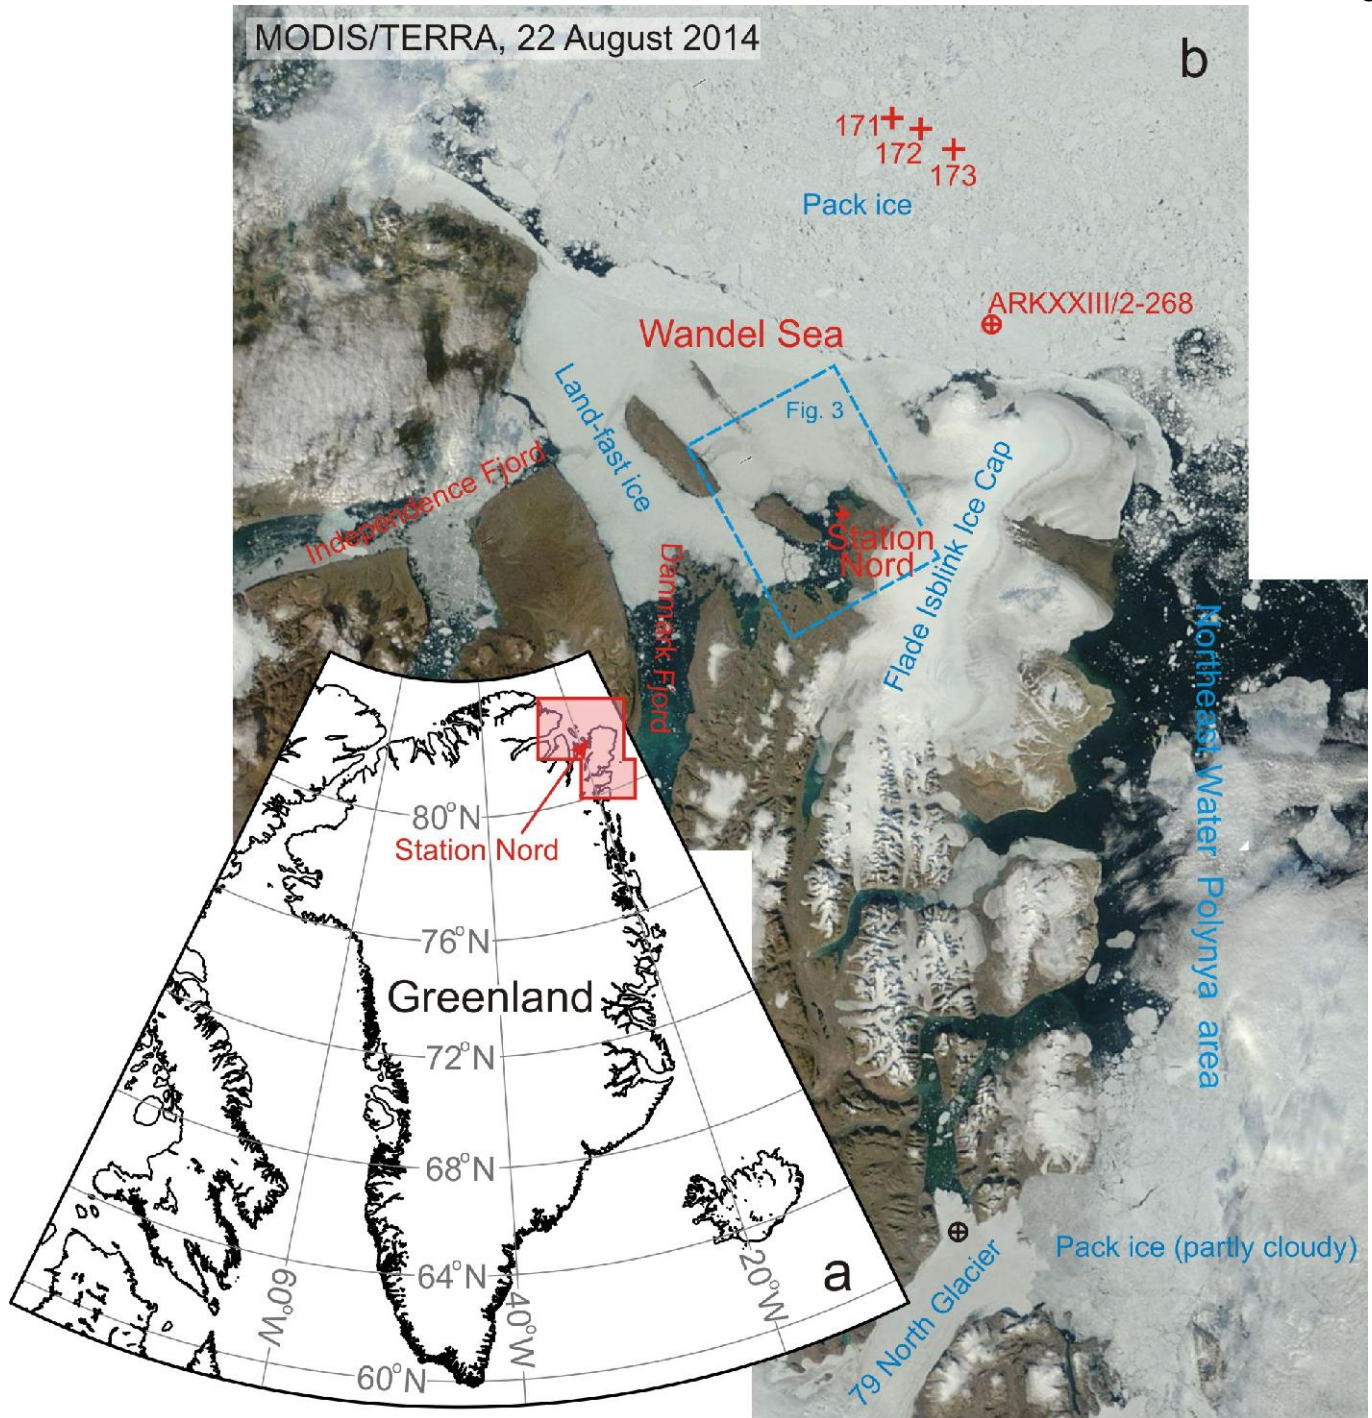 MODIS/TERRA, 22 August 2014
b
171
172
173
Pack ice
ARKXXIII/2-268
Wandel Sea
Fig. 3
Land-fast ice
Independence Fjord
Station
Nord
Flade Isblink Ice Cap
Danmark Fjord
Northeast Water Polynya area
80°N
Station Nord
76°N
Greenland
72°N
68°N
64°N
60°N
60°W
40°W
20°W
a
Pack ice (partly cloudy)
79 North Glacier